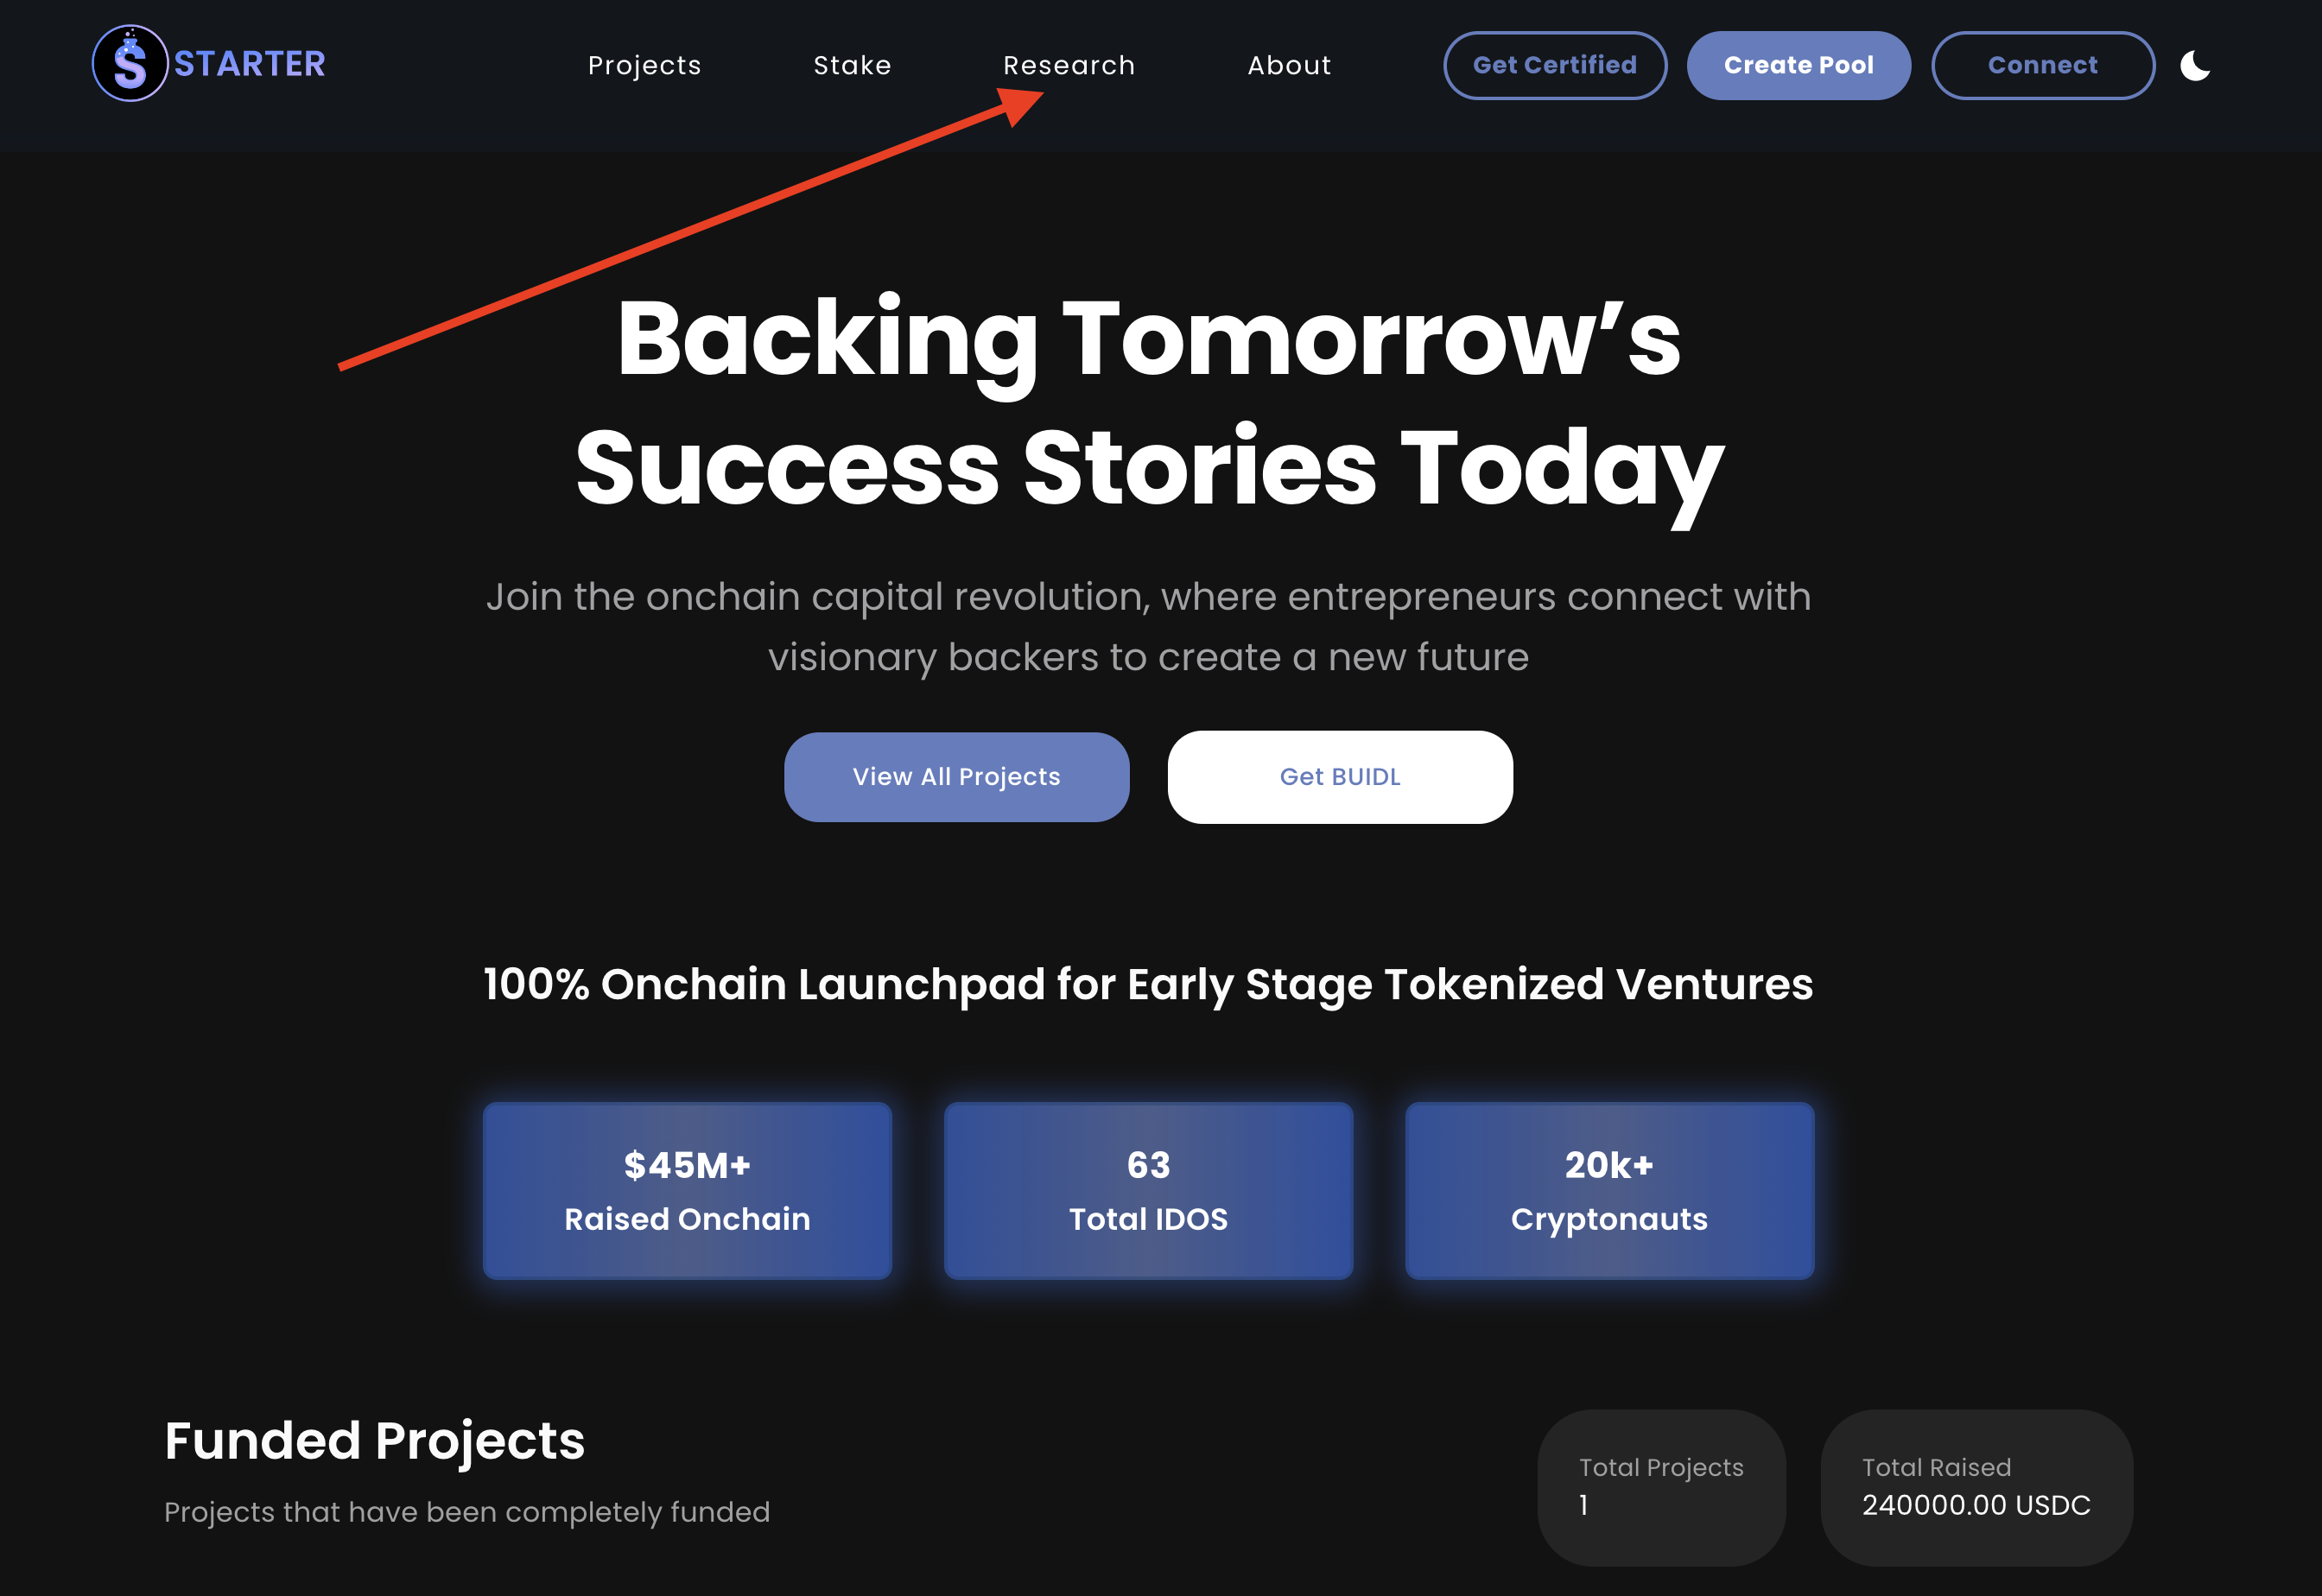 STARTER
Projects Stake Research About Get Certified Create Pool Connect
Backing Tomorrow’s
Success Stories Today
Join the onchain capital revolution, where entrepreneurs connect with
visionary backers to create a new future
View All Projects Get BUIDL
100% Onchain Launchpad for Early Stage Tokenized Ventures
$45M+
Raised Onchain
63
Total IDOS
20k+
Cryptonauts
Funded Projects
Projects that have been completely funded
Total Projects
1
Total Raised
240000.00 USDC